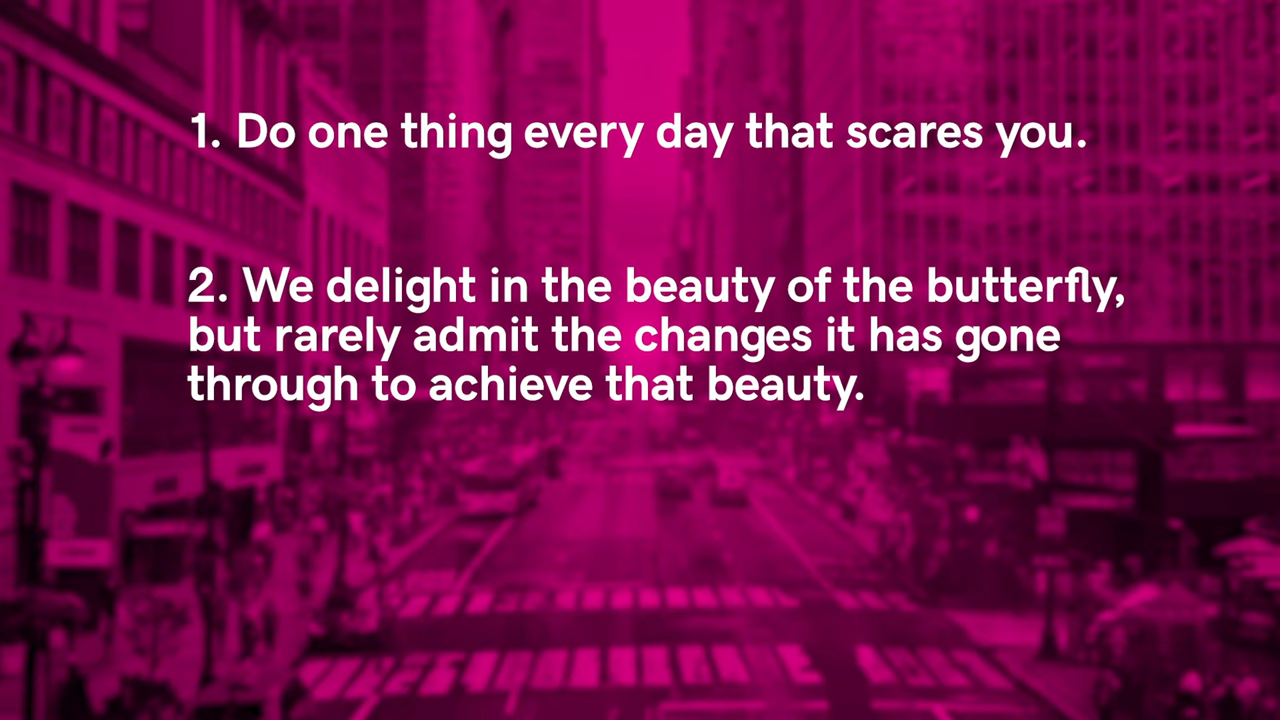 1. Do one thing every day that scares you.
2. We delight in the beauty of the butterfly,
but rarely admit the changes it has gone
through to achieve that beauty.